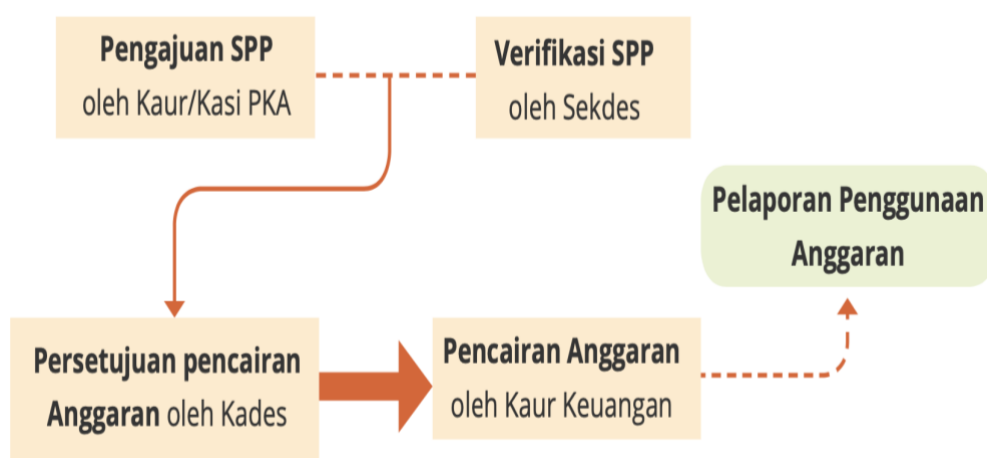 Pengajuan SPP
oleh Kaur/Kasi PKA
Verifikasi SPP
oleh Sekdes
Persetujuan pencairan
Anggaran oleh Kades
Pencairan Anggaran
oleh Kaur Keuangan
Pelaporan Penggunaan
Anggaran